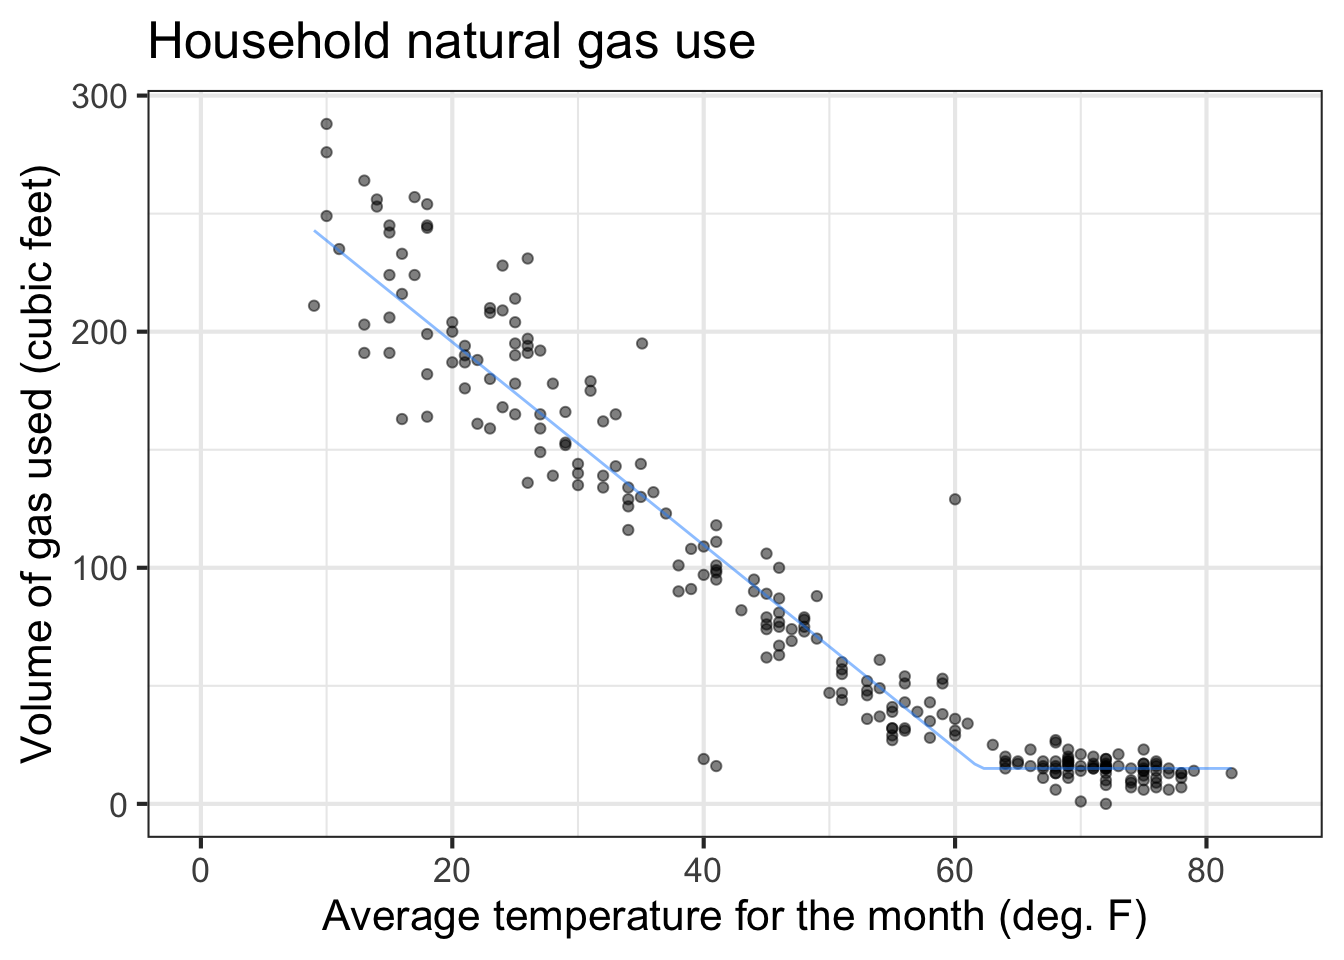 Household natural gas use
Volume of gas used (cubic feet)
300
200
100
0
0 20 40 60 80
Average temperature for the month (deg. F)